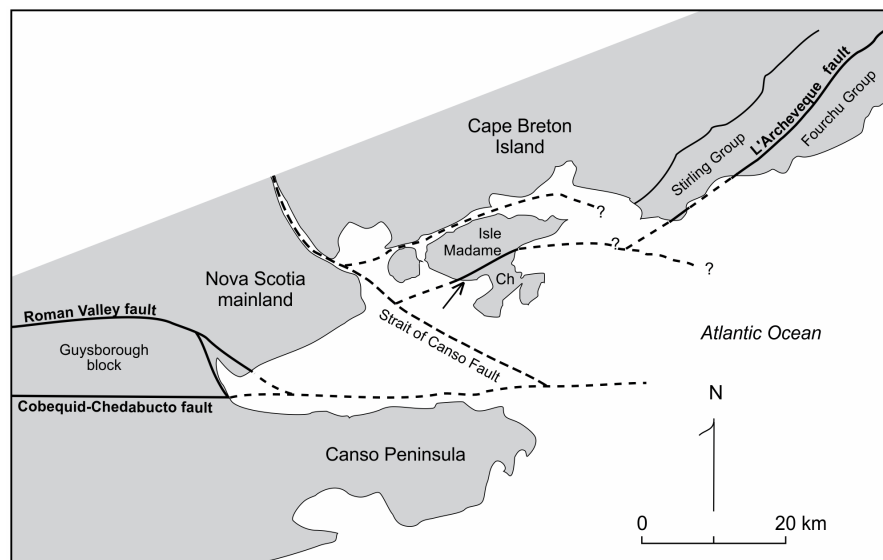 Cape Breton
Island
L'Archeveque fault
Fourchu Group
Stirling Group
?
Isle
Madame
?
?
Ch
Nova Scotia
mainland
Roman Valley fault
Strait of Canso Fault
Atlantic Ocean
Guysborough
block
Cobequid-Chedabucto fault
N
Canso Peninsula
0
20 km